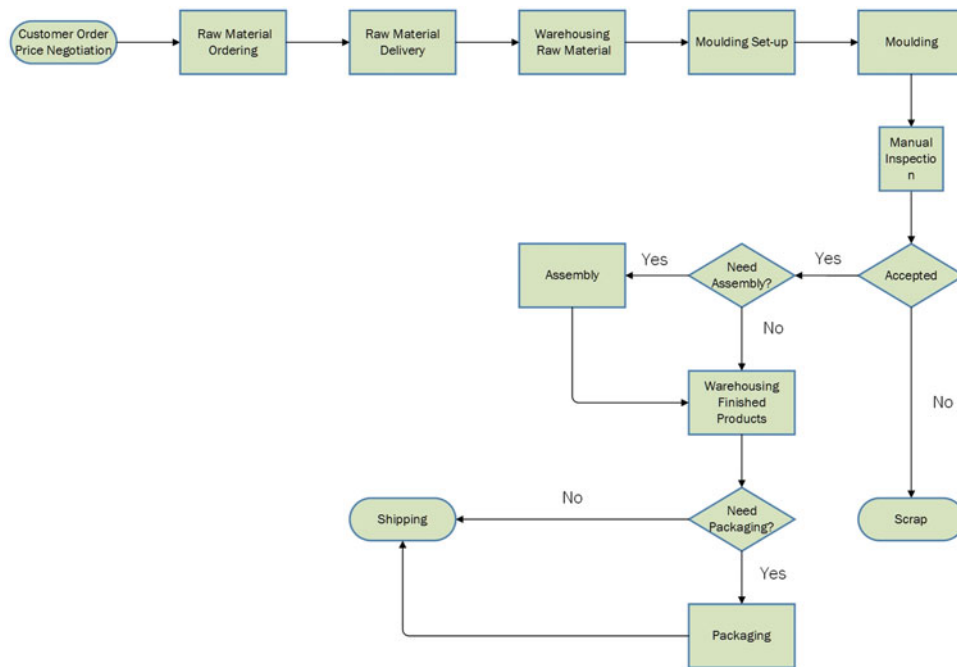 Customer Order
Price Negotiation
Raw Material
Ordering
Raw Material
Delivery
Warehousing
Raw Material
Moulding Set-up
Moulding
Manual
Inspectio
n
Accepted
Yes
Need
Assembly?
Yes
Assembly
No
No
Warehousing
Finished
Products
Need
Packaging?
No
Shipping
Scrap
Yes
Packaging